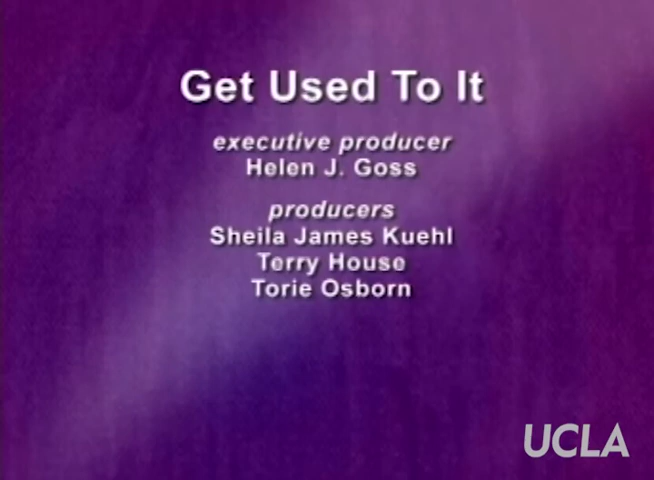 Get Used To It
executive producer
Helen J. Goss
producers
Sheila James Kuehl
Terry House
Torie Osborn
UCLA